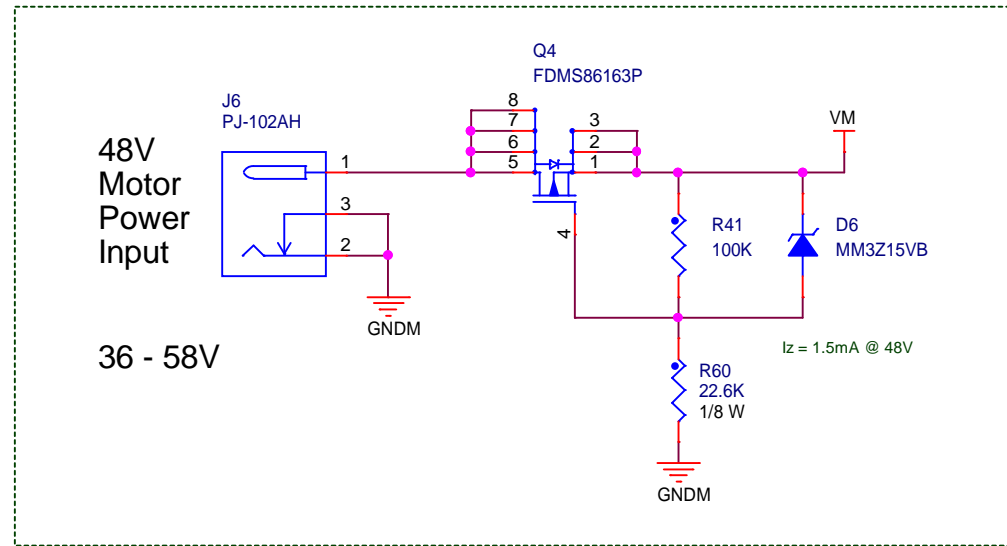 Q4
FDMS86163P
J6
PJ-102AH
48V
Motor
Power
Input
36 - 58V
1
3
2
GNDM
8
7
6
5
3
2
1
4
VM
R41
100K
D6
MM3Z15VB
Iz = 1.5mA @ 48V
R60
22.6K
1/8 W
GNDM